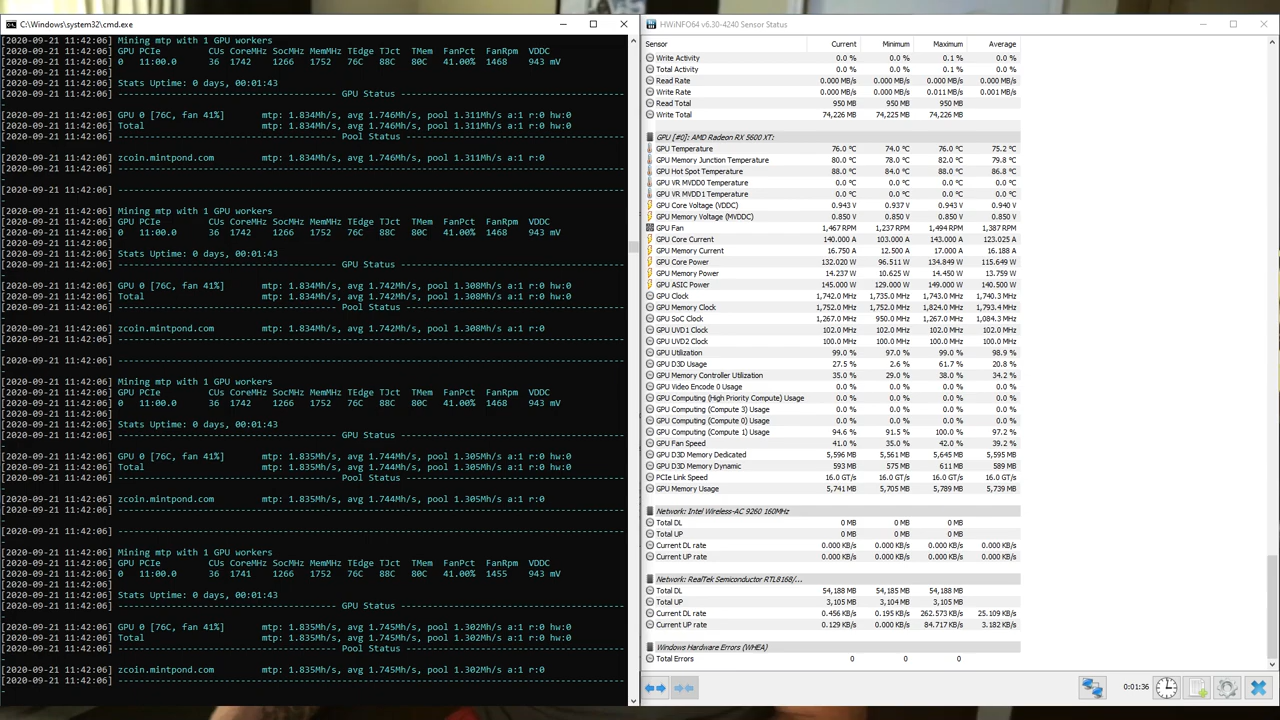 C:\Windows\system32\cmd.exe
[2020-09-21 11:42:06] Mining mtp with 1 GPU workers
[2020-09-21 11:42:06] GPU PCIe CUs CoreMHz SocMHz MemMHz TEdge TJct TMem FanPct FanRpm VDDC
[2020-09-21 11:42:06] 0 11:00.0 36 1742 1266 1752 76C 88C 80C 41.00% 1468 943 mV
[2020-09-21 11:42:06]
[2020-09-21 11:42:06] Stats Uptime: 0 days, 00:01:43
[2020-09-21 11:42:06] ---------------------------------------- GPU Status -----------------------------------------
-
[2020-09-21 11:42:06] GPU 0 [76C, fan 41%] mtp: 1.834Mh/s, avg 1.746Mh/s, pool 1.311Mh/s a:1 r:0 hw:0
[2020-09-21 11:42:06] Total mtp: 1.834Mh/s, avg 1.746Mh/s, pool 1.311Mh/s a:1 r:0 hw:0
[2020-09-21 11:42:06] ---------------------------------------- Pool Status ----------------------------------------
-
[2020-09-21 11:42:06] zcoin.mintpond.com mtp: 1.834Mh/s, avg 1.746Mh/s, pool 1.311Mh/s a:1 r:0
[2020-09-21 11:42:06] ---------------------------------------------------------------------------------------------
-
[2020-09-21 11:42:06] ---------------------------------------------------------------------------------------------
-
[2020-09-21 11:42:06] Mining mtp with 1 GPU workers
[2020-09-21 11:42:06] GPU PCIe CUs CoreMHz SocMHz MemMHz TEdge TJct TMem FanPct FanRpm VDDC
[2020-09-21 11:42:06] 0 11:00.0 36 1742 1266 1752 76C 88C 80C 41.00% 1468 943 mV
[2020-09-21 11:42:06]
[2020-09-21 11:42:06] Stats Uptime: 0 days, 00:01:43
[2020-09-21 11:42:06] ---------------------------------------- GPU Status -----------------------------------------
-
[2020-09-21 11:42:06] GPU 0 [76C, fan 41%] mtp: 1.834Mh/s, avg 1.742Mh/s, pool 1.308Mh/s a:1 r:0 hw:0
[2020-09-21 11:42:06] Total mtp: 1.834Mh/s, avg 1.742Mh/s, pool 1.308Mh/s a:1 r:0 hw:0
[2020-09-21 11:42:06] ---------------------------------------- Pool Status ----------------------------------------
-
[2020-09-21 11:42:06] zcoin.mintpond.com mtp: 1.834Mh/s, avg 1.742Mh/s, pool 1.308Mh/s a:1 r:0
[2020-09-21 11:42:06] ---------------------------------------------------------------------------------------------
-
[2020-09-21 11:42:06] ---------------------------------------------------------------------------------------------
-
[2020-09-21 11:42:06] Mining mtp with 1 GPU workers
[2020-09-21 11:42:06] GPU PCIe CUs CoreMHz SocMHz MemMHz TEdge TJct TMem FanPct FanRpm VDDC
[2020-09-21 11:42:06] 0 11:00.0 36 1742 1266 1752 76C 88C 80C 41.00% 1468 943 mV
[2020-09-21 11:42:06]
[2020-09-21 11:42:06] Stats Uptime: 0 days, 00:01:43
[2020-09-21 11:42:06] ---------------------------------------- GPU Status -----------------------------------------
-
[2020-09-21 11:42:06] GPU 0 [76C, fan 41%] mtp: 1.835Mh/s, avg 1.744Mh/s, pool 1.305Mh/s a:1 r:0 hw:0
[2020-09-21 11:42:06] Total mtp: 1.835Mh/s, avg 1.744Mh/s, pool 1.305Mh/s a:1 r:0 hw:0
[2020-09-21 11:42:06] ---------------------------------------- Pool Status ----------------------------------------
-
[2020-09-21 11:42:06] zcoin.mintpond.com mtp: 1.835Mh/s, avg 1.744Mh/s, pool 1.305Mh/s a:1 r:0
[2020-09-21 11:42:06] ---------------------------------------------------------------------------------------------
-
[2020-09-21 11:42:06] ---------------------------------------------------------------------------------------------
-
[2020-09-21 11:42:06] Mining mtp with 1 GPU workers
[2020-09-21 11:42:06] GPU PCIe CUs CoreMHz SocMHz MemMHz TEdge TJct TMem FanPct FanRpm VDDC
[2020-09-21 11:42:06] 0 11:00.0 36 1741 1266 1752 76C 88C 80C 41.00% 1455 943 mV
[2020-09-21 11:42:06]
[2020-09-21 11:42:06] Stats Uptime: 0 days, 00:01:43
[2020-09-21 11:42:06] ---------------------------------------- GPU Status -----------------------------------------
-
[2020-09-21 11:42:06] GPU 0 [76C, fan 41%] mtp: 1.835Mh/s, avg 1.745Mh/s, pool 1.302Mh/s a:1 r:0 hw:0
[2020-09-21 11:42:06] Total mtp: 1.835Mh/s, avg 1.745Mh/s, pool 1.302Mh/s a:1 r:0 hw:0
[2020-09-21 11:42:06] ---------------------------------------- Pool Status ----------------------------------------
-
[2020-09-21 11:42:06] zcoin.mintpond.com mtp: 1.835Mh/s, avg 1.745Mh/s, pool 1.302Mh/s a:1 r:0
[2020-09-21 11:42:06] ---------------------------------------------------------------------------------------------
-
HWiNFO64 v6.30-4240 Sensor Status
Sensor Current Minimum Maximum Average
Write Activity 0.0 % 0.0 % 0.1 % 0.0 %
Total Activity 0.0 % 0.0 % 0.1 % 0.0 %
Read Rate 0.000 MB/s 0.000 MB/s 0.000 MB/s 0.000 MB/s
Write Rate 0.000 MB/s 0.000 MB/s 0.011 MB/s 0.001 MB/s
Read Total 950 MB 950 MB 950 MB
Write Total 74,226 MB 74,225 MB 74,226 MB
GPU [#0]: AMD Radeon RX 5600 XT:
GPU Temperature 76.0 ºC 74.0 ºC 76.0 ºC 75.2 ºC
GPU Memory Junction Temperature 80.0 ºC 78.0 ºC 82.0 ºC 79.8 ºC
GPU Hot Spot Temperature 88.0 ºC 84.0 ºC 88.0 ºC 86.8 ºC
GPU VR MVDD0 Temperature 0.0 ºC 0.0 ºC 0.0 ºC 0.0 ºC
GPU VR MVDD1 Temperature 0.0 ºC 0.0 ºC 0.0 ºC 0.0 ºC
GPU Core Voltage (VDDC) 0.943 V 0.937 V 0.943 V 0.940 V
GPU Memory Voltage (MVDDC) 0.850 V 0.850 V 0.850 V 0.850 V
GPU Fan 1,467 RPM 1,237 RPM 1,494 RPM 1,387 RPM
GPU Core Current 140.000 A 103.000 A 143.000 A 123.025 A
GPU Memory Current 16.750 A 12.500 A 17.000 A 16.188 A
GPU Core Power 132.020 W 96.511 W 134.849 W 115.649 W
GPU Memory Power 14.237 W 10.625 W 14.450 W 13.759 W
GPU ASIC Power 145.000 W 129.000 W 149.000 W 140.500 W
GPU Clock 1,742.0 MHz 1,735.0 MHz 1,743.0 MHz 1,740.3 MHz
GPU Memory Clock 1,752.0 MHz 1,752.0 MHz 1,824.0 MHz 1,793.4 MHz
GPU SoC Clock 1,267.0 MHz 950.0 MHz 1,267.0 MHz 1,084.3 MHz
GPU UVD1 Clock 102.0 MHz 102.0 MHz 102.0 MHz 102.0 MHz
GPU UVD2 Clock 100.0 MHz 100.0 MHz 100.0 MHz 100.0 MHz
GPU Utilization 99.0 % 97.0 % 99.0 % 98.9 %
GPU D3D Usage 27.5 % 2.6 % 61.7 % 20.8 %
GPU Memory Controller Utilization 35.0 % 29.0 % 38.0 % 34.2 %
GPU Video Encode 0 Usage 0.0 % 0.0 % 0.0 % 0.0 %
GPU Computing (High Priority Compute) Usage 0.0 % 0.0 % 0.0 % 0.0 %
GPU Computing (Compute 3) Usage 0.0 % 0.0 % 0.0 % 0.0 %
GPU Computing (Compute 0) Usage 0.0 % 0.0 % 0.0 % 0.0 %
GPU Computing (Compute 1) Usage 94.6 % 91.5 % 100.0 % 97.2 %
GPU Fan Speed 41.0 % 35.0 % 42.0 % 39.2 %
GPU D3D Memory Dedicated 5,596 MB 5,561 MB 5,645 MB 5,595 MB
GPU D3D Memory Dynamic 593 MB 575 MB 611 MB 589 MB
PCIe Link Speed 16.0 GT/s 16.0 GT/s 16.0 GT/s 16.0 GT/s
GPU Memory Usage 5,741 MB 5,705 MB 5,789 MB 5,739 MB
Network: Intel Wireless-AC 9260 160MHz
Total DL 0 MB 0 MB 0 MB
Total UP 0 MB 0 MB 0 MB
Current DL rate 0.000 KB/s 0.000 KB/s 0.000 KB/s 0.000 KB/s
Current UP rate 0.000 KB/s 0.000 KB/s 0.000 KB/s 0.000 KB/s
Network: RealTek Semiconductor RTL8168/...
Total DL 54,188 MB 54,185 MB 54,188 MB
Total UP 3,105 MB 3,104 MB 3,105 MB
Current DL rate 0.456 KB/s 0.195 KB/s 262.573 KB/s 25.109 KB/s
Current UP rate 0.129 KB/s 0.000 KB/s 84.717 KB/s 3.182 KB/s
Windows Hardware Errors (WHEA)
Total Errors 0 0 0
0:01:36